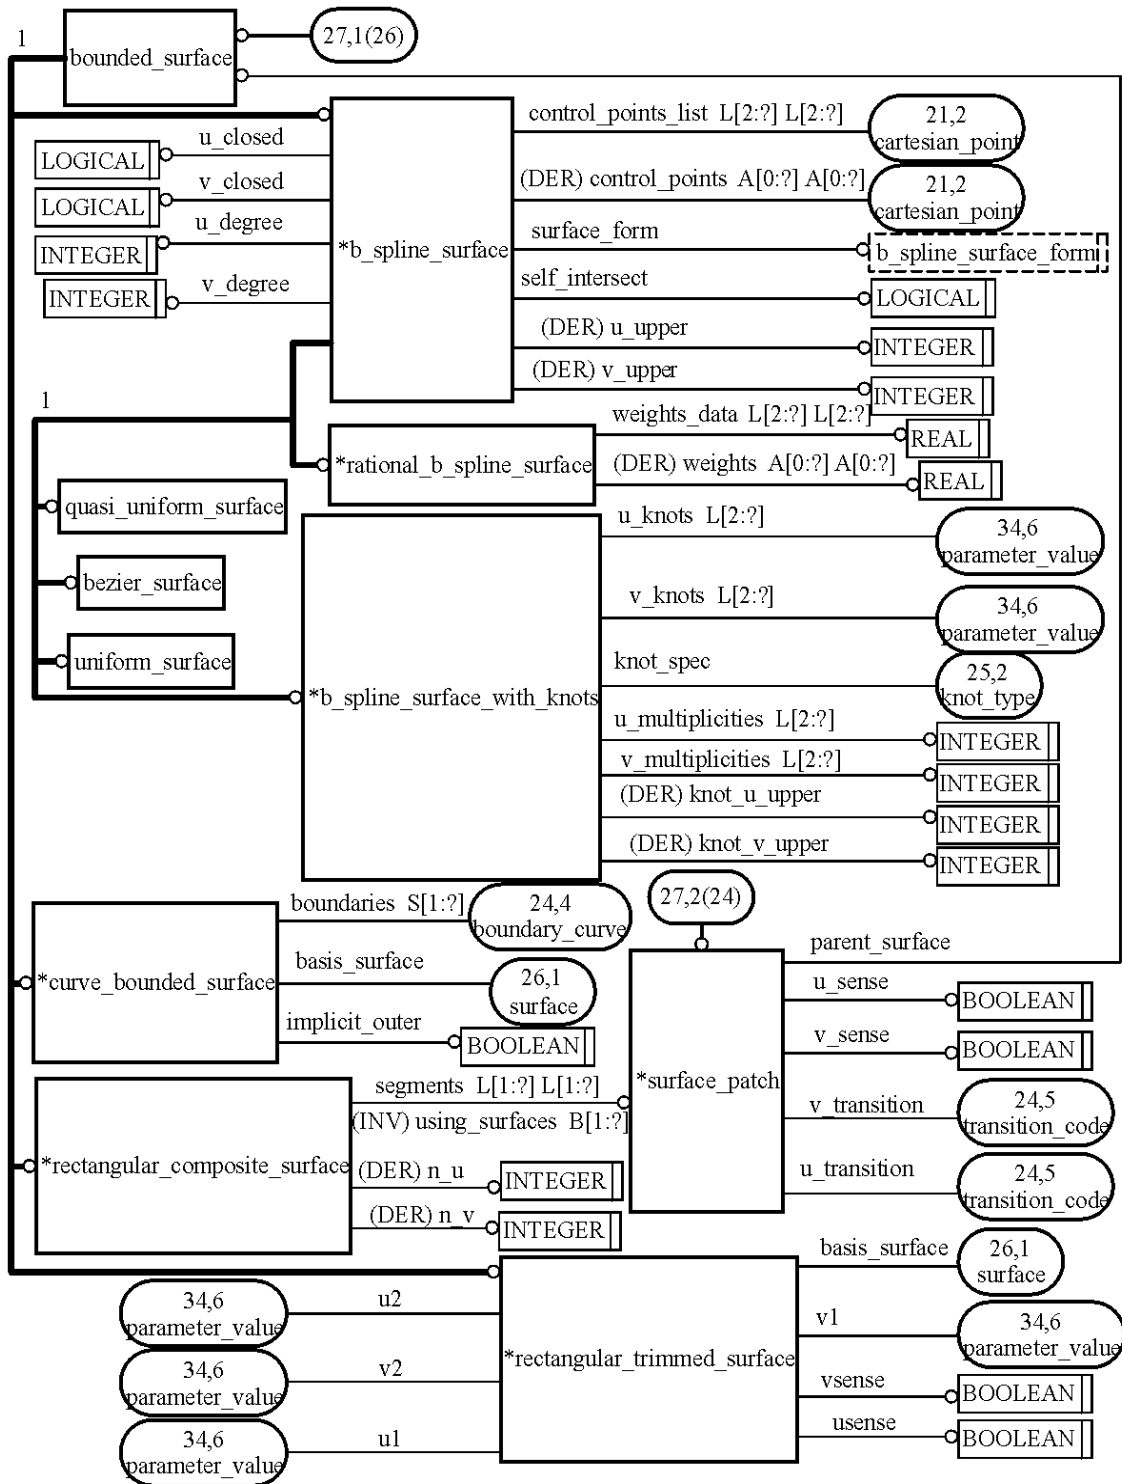 1
bounded_surface
27,1(26)
control_points_list L[2:?] L[2:?]
21,2
cartesian_point
u_closed
LOGICAL
v_closed
LOGICAL
(DER) control_points A[0:?] A[0:?]
21,2
cartesian_point
u_degree
INTEGER
*b_spline_surface
surface_form
b_spline_surface_form
v_degree
INTEGER
self_intersect
LOGICAL
(DER) u_upper
INTEGER
(DER) v_upper
INTEGER
1
weights_data L[2:?] L[2:?]
REAL
*rational_b_spline_surface
(DER) weights A[0:?] A[0:?]
REAL
quasi_uniform_surface
u_knots L[2:?]
34,6
parameter_value
bezier_surface
v_knots L[2:?]
34,6
parameter_value
uniform_surface
knot_spec
25,2
knot_type
*b_spline_surface_with_knots
u_multiplicities L[2:?]
INTEGER
v_multiplicities L[2:?]
INTEGER
(DER) knot_u_upper
INTEGER
(DER) knot_v_upper
INTEGER
boundaries S[1:?]
24,4
boundary_curve
27,2(24)
*curve_bounded_surface
basis_surface
26,1
surface
implicit_outer
BOOLEAN
parent_surface
u_sense
BOOLEAN
v_sense
BOOLEAN
*surface_patch
segments L[1:?] L[1:?]
(INV) using_surfaces B[1:?]
v_transition
24,5
transition_code
*rectangular_composite_surface
(DER) n_u
INTEGER
u_transition
24,5
transition_code
(DER) n_v
INTEGER
basis_surface
26,1
surface
34,6
parameter_value
u2
v1
34,6
parameter_value
*rectangular_trimmed_surface
34,6
parameter_value
v2
vsense
BOOLEAN
usense
BOOLEAN
34,6
parameter_value
u1